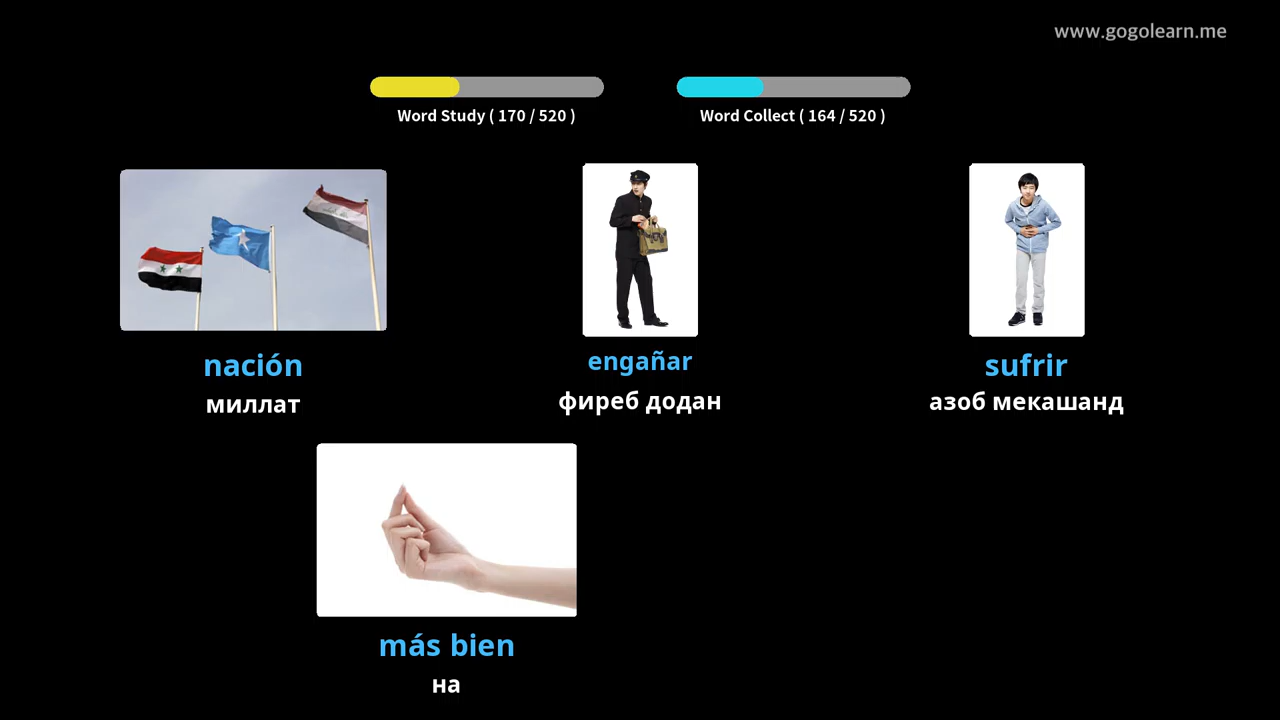 www.gogolearn.me
Word Study ( 170 / 520 )
Word Collect ( 164 / 520 )
nación
миллат
engañar
фиреб додан
sufrir
азоб мекашанд
más bien
на